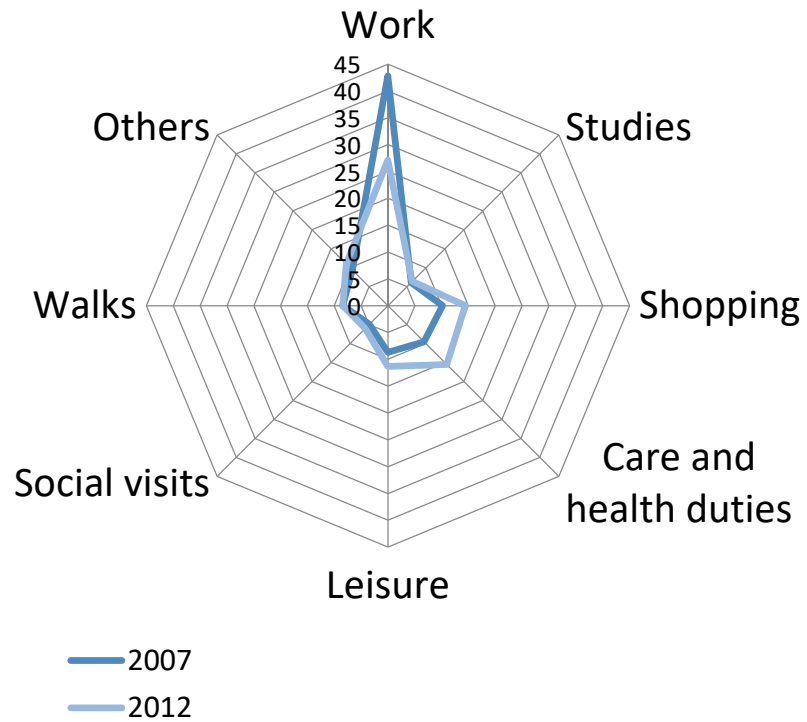 Work
45
40
35
30
25
20
15
10
5
0
Others
Studies
Walks
Shopping
Social visits
Care and
health duties
Leisure
2007
2012